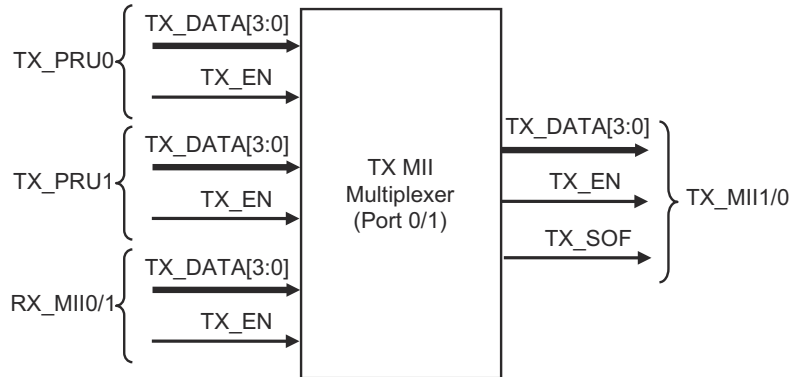 TX_PRU0
TX_DATA[3:0]
TX_EN
TX_PRU1
TX_DATA[3:0]
TX_EN
RX_MII0/1
TX_DATA[3:0]
TX_EN
TX MII
Multiplexer
(Port 0/1)
TX_DATA[3:0]
TX_EN
TX_SOF
TX_MII1/0